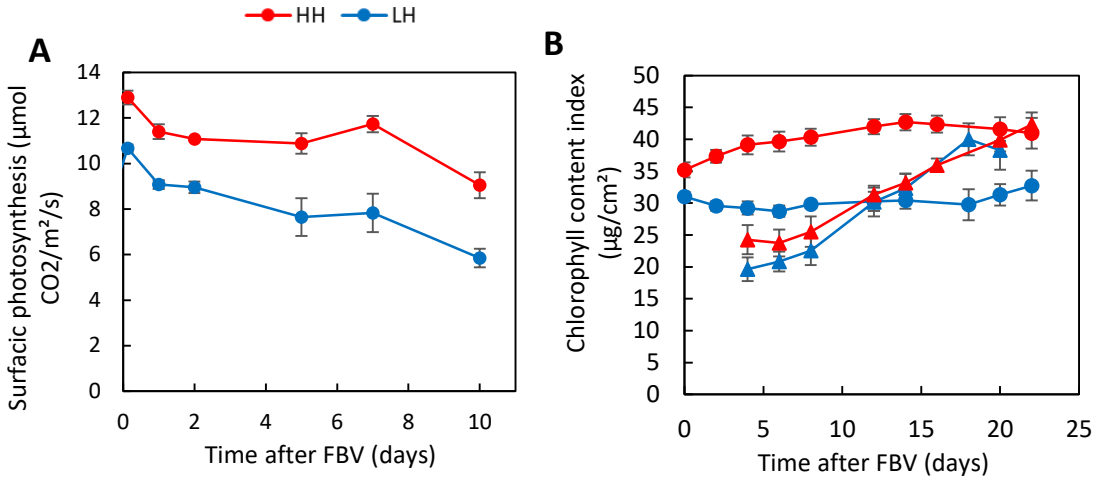 HH LH
A
Surfacic photosynthesis (µmol
CO2/m²/s)
14
12
10
8
6
4
2
0
0 2 4 6 8 10
Time after FBV (days)
B
Chlorophyll content index
(µg/cm²)
50
45
40
35
30
25
20
15
10
5
0
0 5 10 15 20 25
Time after FBV (days)